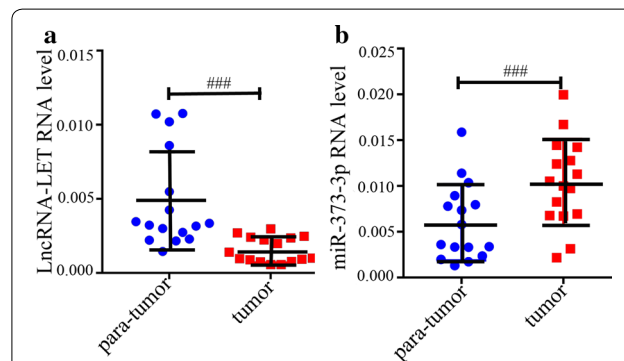 a
LncRNA-LET RNA level
0.015
0.010
0.005
0.000
###
para-tumor
tumor
b
miR-373-3p RNA level
0.025
0.020
0.015
0.010
0.005
0.000
###
para-tumor
tumor